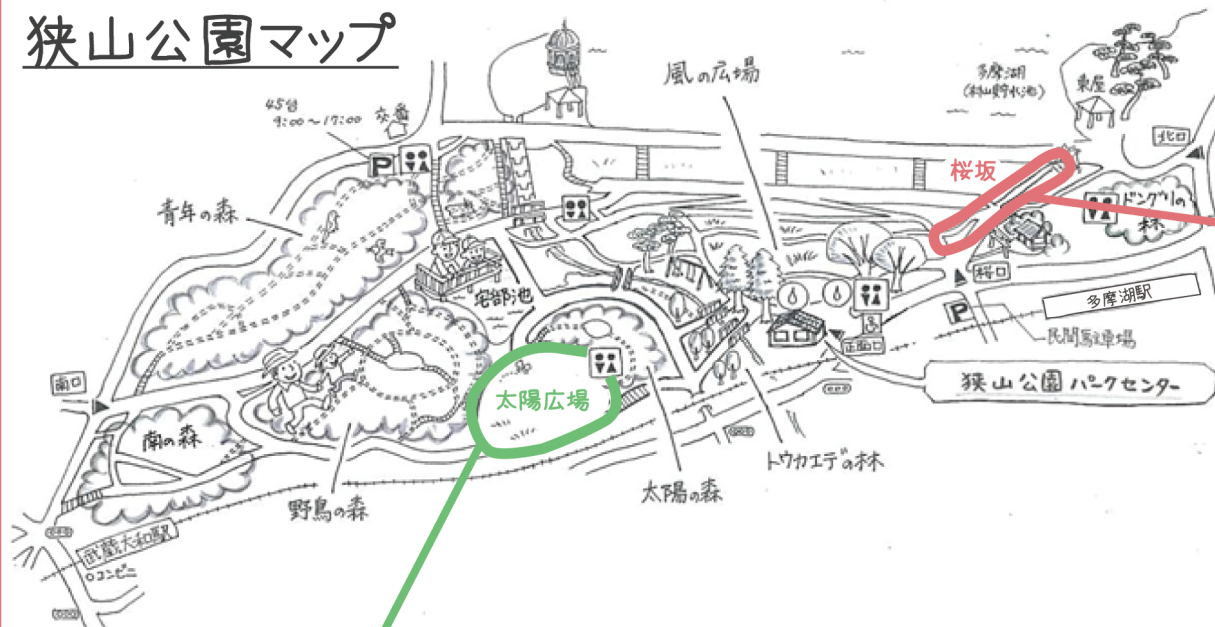 狭山公園マップ
45台
9:00～17:00
交番
P
風の広場
多摩湖
(村山貯水池)
東屋
北口
桜坂
ドングリの
林
青年の森
宅部池
桜口
多摩湖駅
P
民間駐車場
正面口
狭山公園パークセンター
南口
太陽広場
南の森
トウカエデの林
太陽の森
野鳥の森
武蔵大和駅
コンビニ